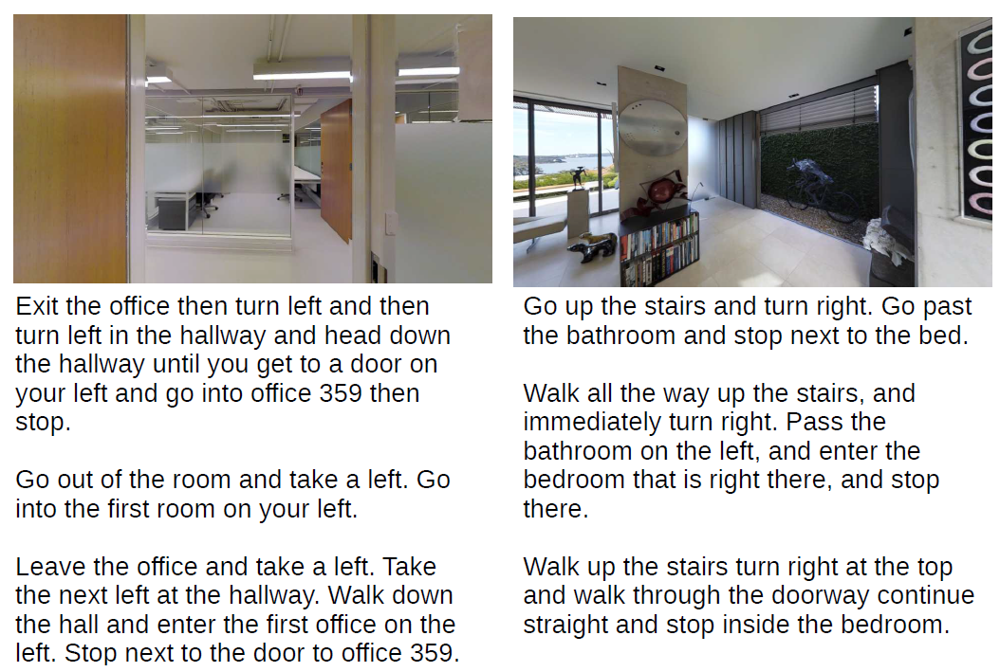 Exit the office then turn left and then
turn left in the hallway and head down
the hallway until you get to a door on
your left and go into office 359 then
stop.
Go out of the room and take a left. Go
into the first room on your left.
Leave the office and take a left. Take
the next left at the hallway. Walk down
the hall and enter the first office on the
left. Stop next to the door to office 359.
Go up the stairs and turn right. Go past
the bathroom and stop next to the bed.
Walk all the way up the stairs, and
immediately turn right. Pass the
bathroom on the left, and enter the
bedroom that is right there, and stop
there.
Walk up the stairs turn right at the top
and walk through the doorway continue
straight and stop inside the bedroom.